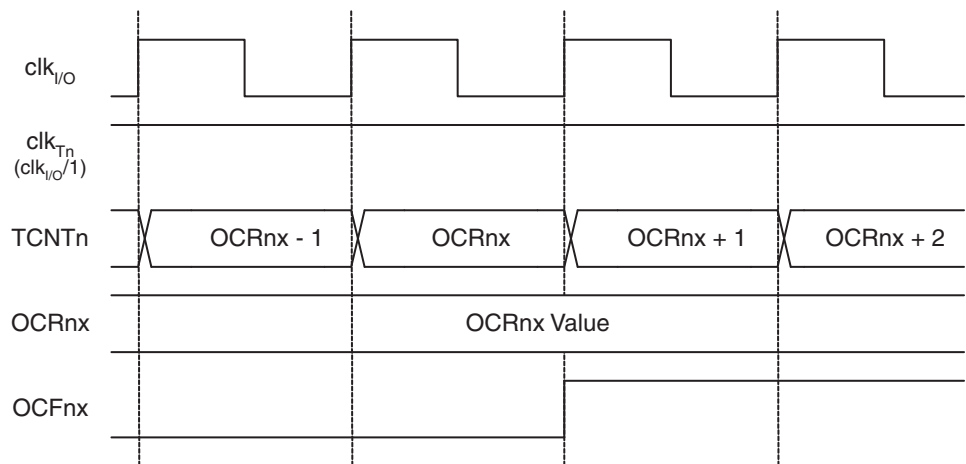 clkI/O
clkTn
(clkI/O/1)
TCNTn OCRnx - 1 OCRnx OCRnx + 1 OCRnx + 2
OCRnx OCRnx Value
OCFnx